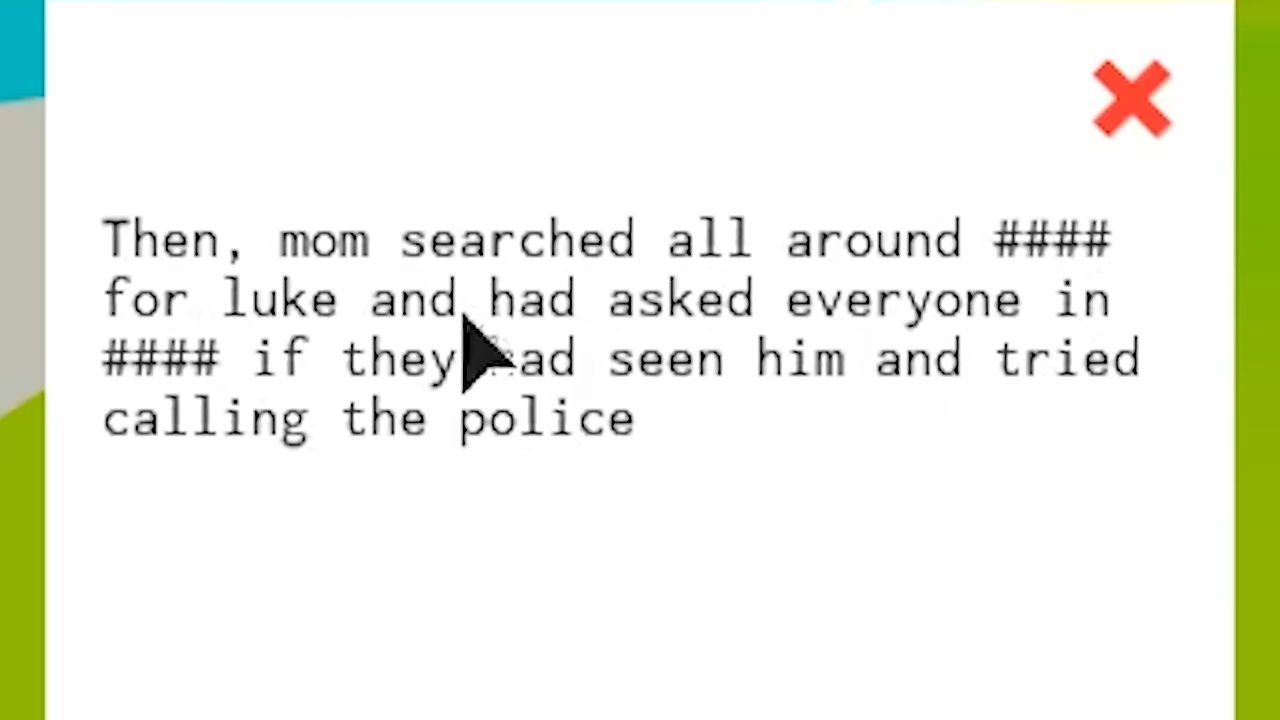 Then, mom searched all around ####
for luke and had asked everyone in
#### if they had seen him and tried
calling the police